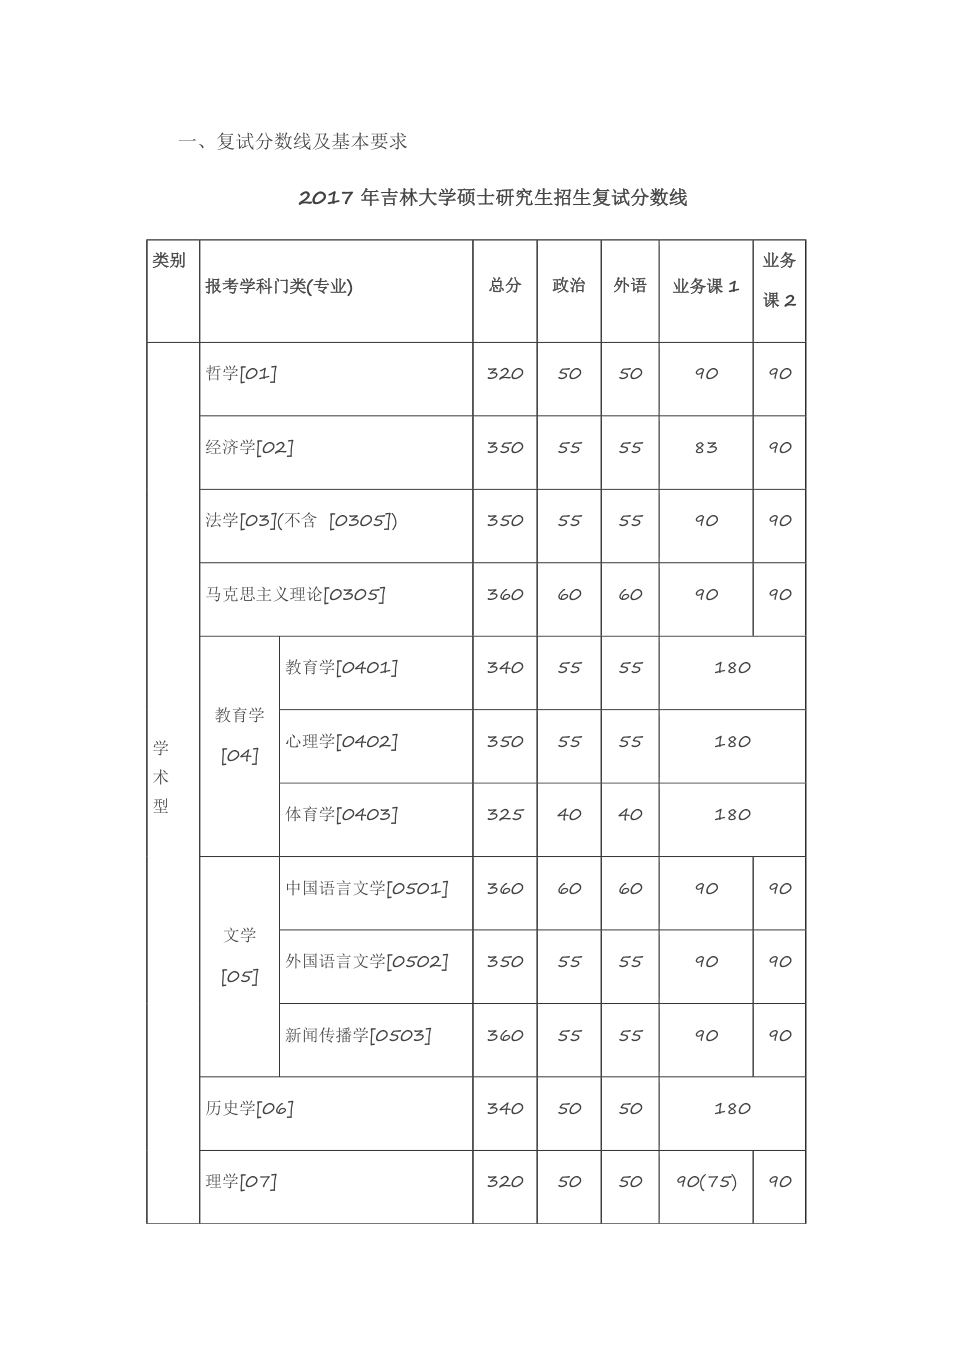 一、复试分数线及基本要求
2017 年吉林大学硕士研究生招生复试分数线
类别 报考学科门类(专业) 总分 政治 外语 业务课 1 业务课 2
学术型
哲学[01] 320 50 50 90 90
经济学[02] 350 55 55 83 90
法学[03](不含 [0305]) 350 55 55 90 90
马克思主义理论[0305] 360 60 60 90 90
教育学[04]
教育学[0401] 340 55 55 180
心理学[0402] 350 55 55 180
体育学[0403] 325 40 40 180
文学[05]
中国语言文学[0501] 360 60 60 90 90
外国语言文学[0502] 350 55 55 90 90
新闻传播学[0503] 360 55 55 90 90
历史学[06] 340 50 50 180
理学[07] 320 50 50 90(75) 90